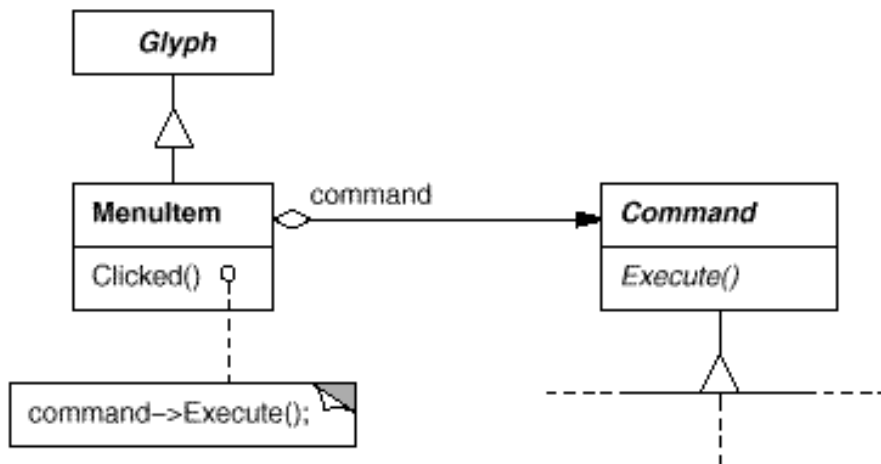 Glyph
MenuItem
command
Command
Clicked()
Execute()
command->Execute();